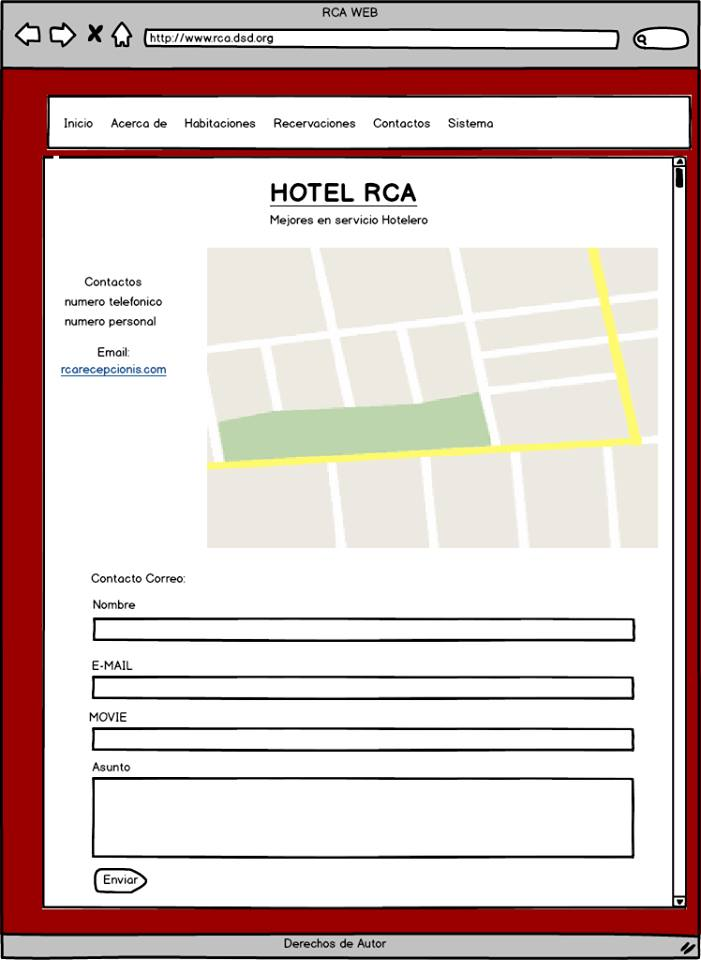 RCA WEB
http://www.rca.dsd.org
Inicio Acerca de Habitaciones Recervaciones Contactos Sistema
HOTEL RCA
Mejores en servicio Hotelero
Contactos
numero telefonico
numero personal
Email:
rcarecepcionis.com
Contacto Correo:
Nombre
E-MAIL
MOVIE
Asunto
Enviar
Derechos de Autor